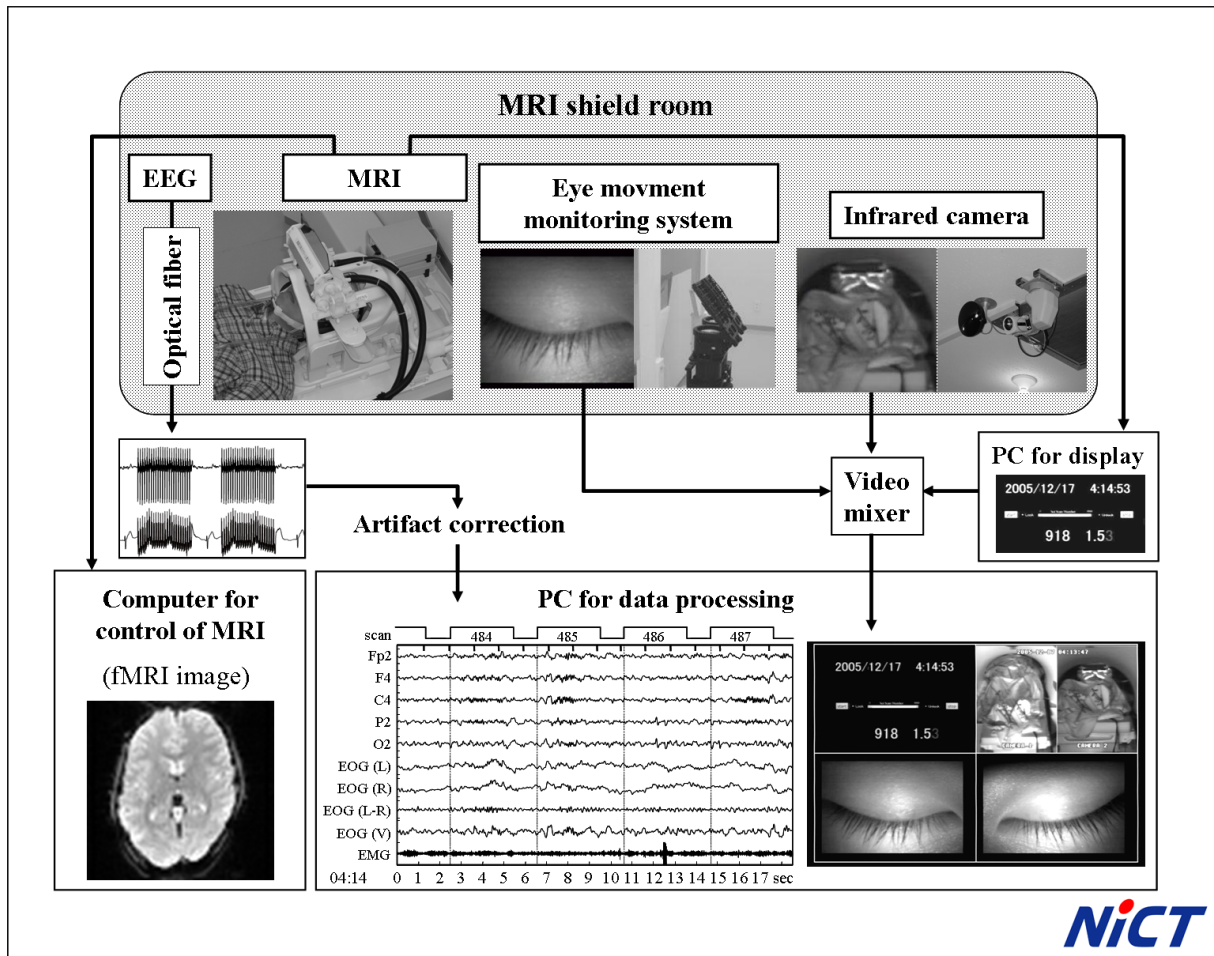 MRI shield room
EEG
MRI
Eye movment
monitoring system
Infrared camera
Optical fiber
Artifact correction
Video
mixer
PC for display
2005/12/17 4:14:53
918 1.53
Computer for
control of MRI
(fMRI image)
PC for data processing
scan 484 485 486 487
Fp2
F4
C4
P2
O2
EOG (L)
EOG (R)
EOG (L-R)
EOG (V)
EMG
04:14 0 1 2 3 4 5 6 7 8 9 10 11 12 13 14 15 16 17 sec
2005/12/17 4:14:53
918 1.53
CAMERA-2
NiCT